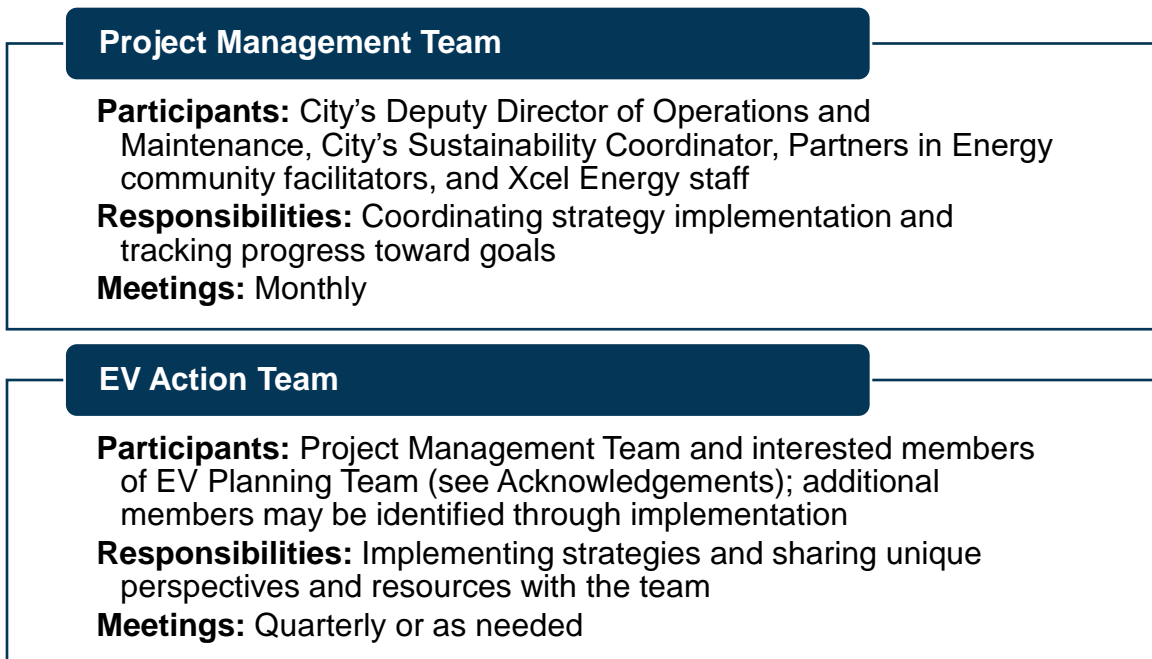 Project Management Team
Participants: City’s Deputy Director of Operations and
Maintenance, City’s Sustainability Coordinator, Partners in Energy
community facilitators, and Xcel Energy staff
Responsibilities: Coordinating strategy implementation and
tracking progress toward goals
Meetings: Monthly
EV Action Team
Participants: Project Management Team and interested members
of EV Planning Team (see Acknowledgements); additional
members may be identified through implementation
Responsibilities: Implementing strategies and sharing unique
perspectives and resources with the team
Meetings: Quarterly or as needed